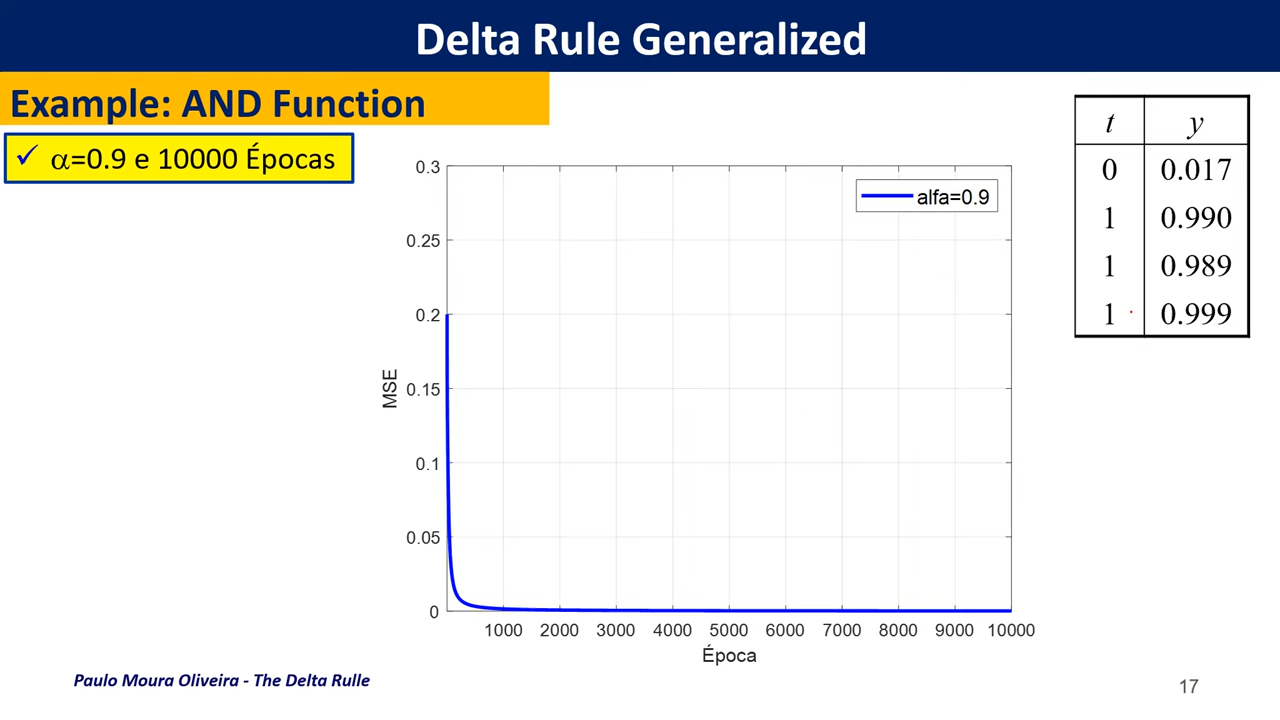 Delta Rule Generalized
Example: AND Function
✓ α=0.9 e 10000 Épocas
t y
0 0.017
1 0.990
1 0.989
1 0.999
alfa=0.9
0.3
0.25
0.2
0.15
0.1
0.05
0
MSE
1000 2000 3000 4000 5000 6000 7000 8000 9000 10000
Época
Paulo Moura Oliveira - The Delta Rulle
17